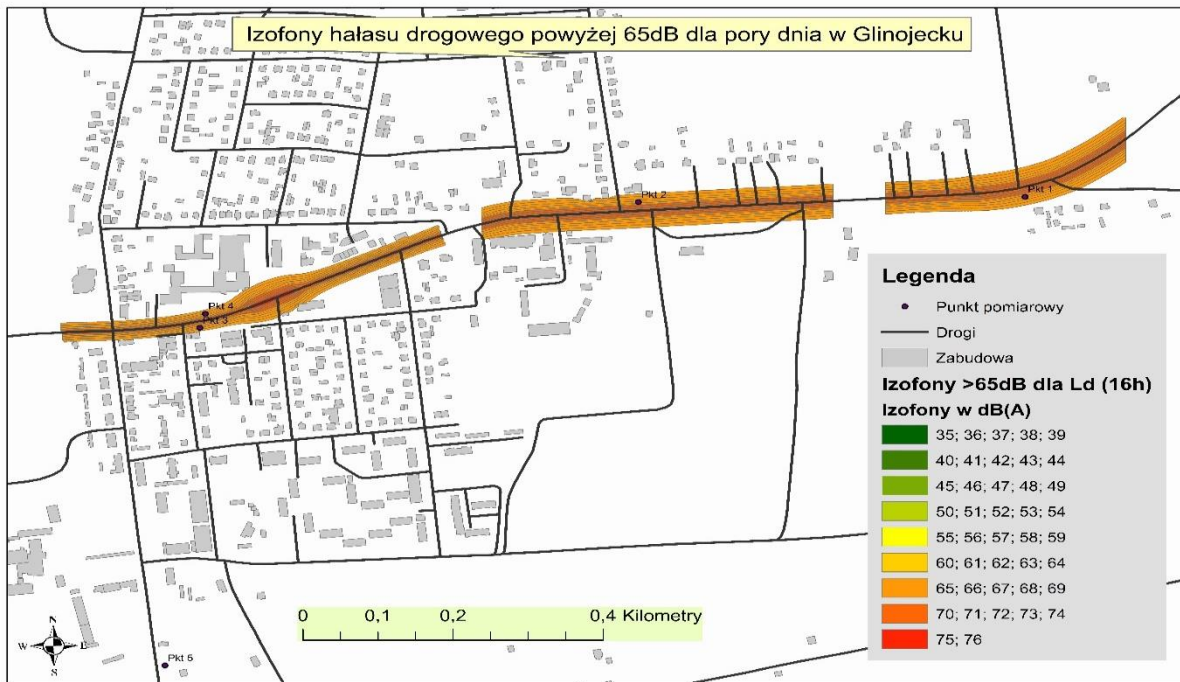 Izofony hałasu drogowego powyżej 65dB dla pory dnia w Glinojecku
Pkt 1
Pkt 2
Pkt 4
Pkt 3
Pkt 5
Legenda
Punkt pomiarowy
Drogi
Zabudowa
Izofony >65dB dla Ld (16h)
Izofony w dB(A)
35; 36; 37; 38; 39
40; 41; 42; 43; 44
45; 46; 47; 48; 49
50; 51; 52; 53; 54
55; 56; 57; 58; 59
60; 61; 62; 63; 64
65; 66; 67; 68; 69
70; 71; 72; 73; 74
75; 76
0 0,1 0,2 0,4 Kilometry
N
W E
S